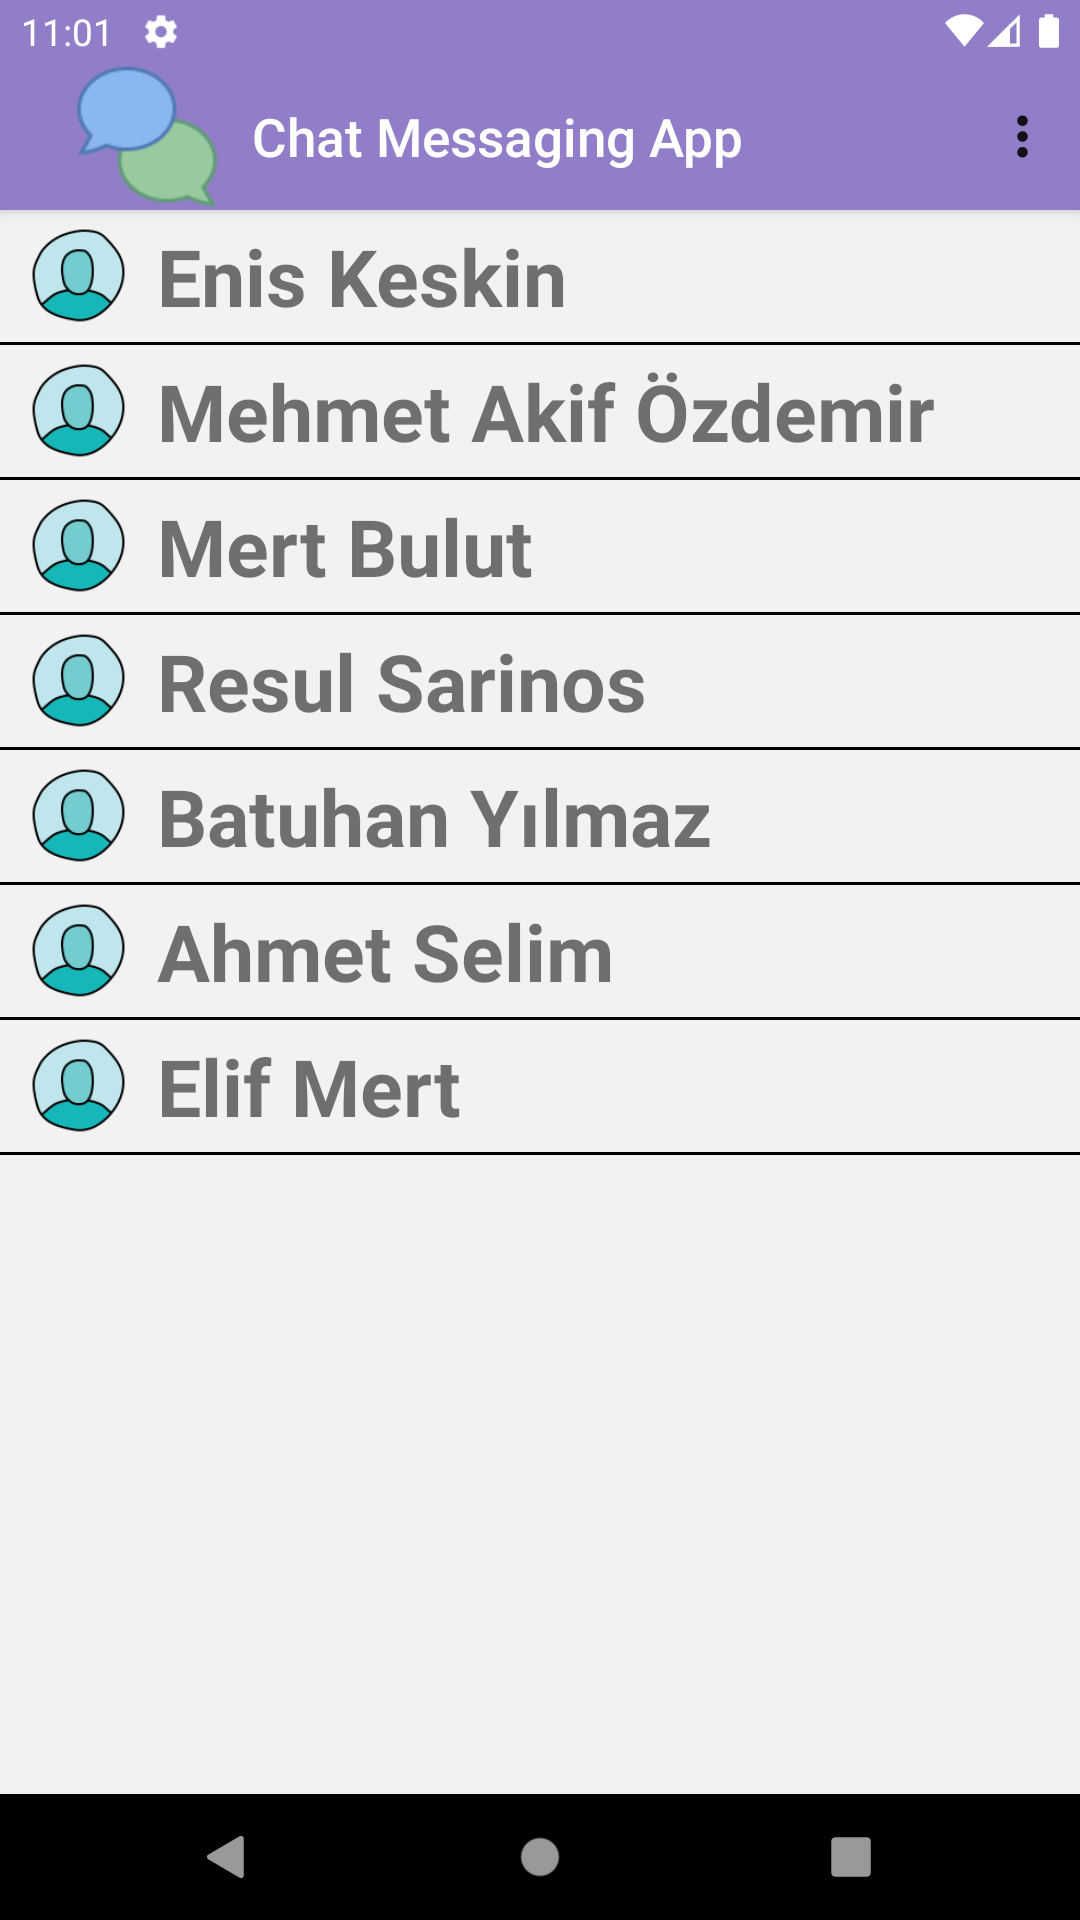 11:01
Chat Messaging App
Enis Keskin
Mehmet Akif Özdemir
Mert Bulut
Resul Sarinos
Batuhan Yılmaz
Ahmet Selim
Elif Mert